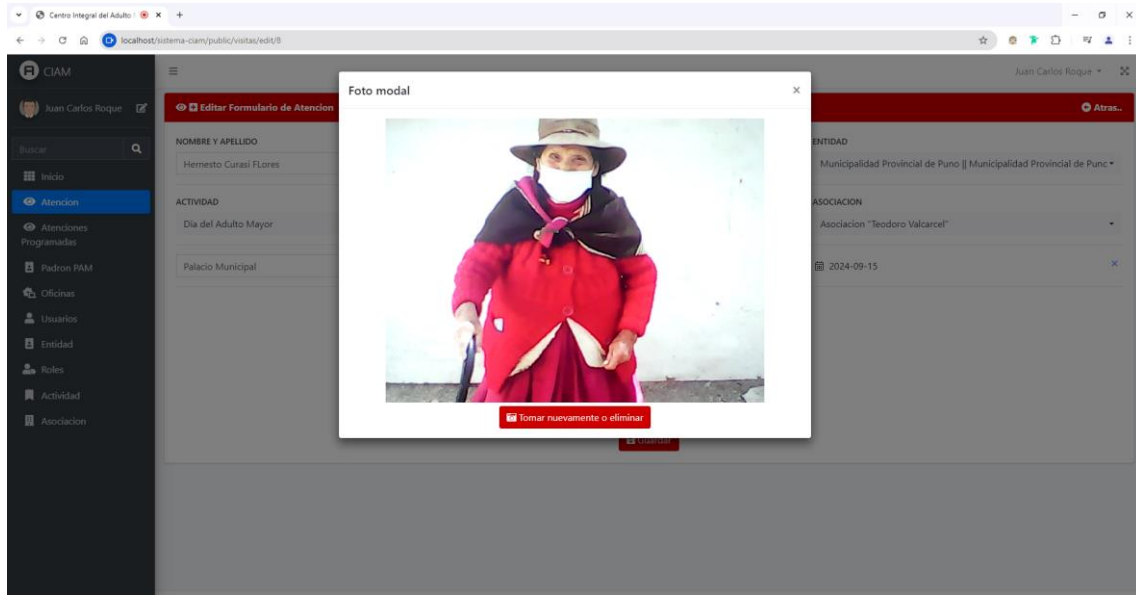 Centro Integral del Adulto
localhost/sistema-ciam/public/visitas/edit/8
CIAM
Juan Carlos Roque
Juan Carlos Roque
Buscar
Inicio
Atencion
Atenciones
Programadas
Padron PAM
Oficinas
Usuarios
Entidad
Roles
Actividad
Asociacion
Editar Formulario de Atencion
Atras..
NOMBRE Y APELLIDO
Hernesto Curasi FLores
ENTIDAD
Municipalidad Provincial de Puno || Municipalidad Provincial de Punc
ACTIVIDAD
Día del Adulto Mayor
ASOCIACION
Asociacion "Teodoro Valcarcel"
Palacio Municipal
2024-09-15
Foto modal
×
Tomar nuevamente o eliminar
Guardar